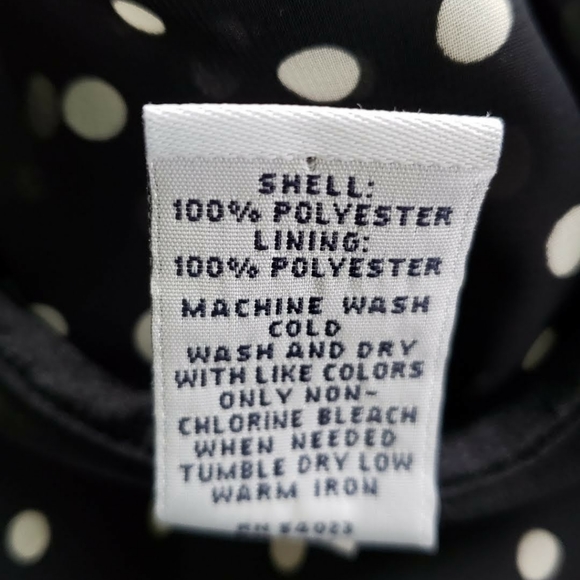 SHELL:
100% POLYESTER
LINING:
100% POLYESTER
MACHINE WASH
COLD
WASH AND DRY
WITH LIKE COLORS
ONLY NON-
CHLORINE BLEACH
WHEN NEEDED
TUMBLE DRY LOW
WARM IRON